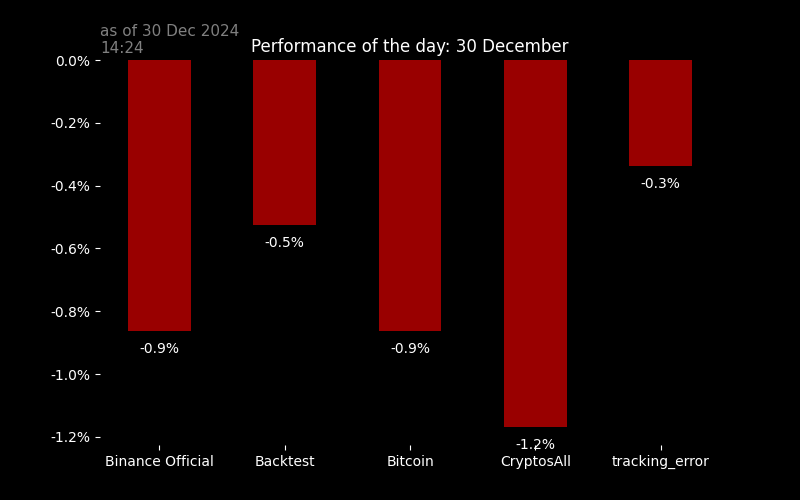 as of 30 Dec 2024
14:24
Performance of the day: 30 December
0.0%
-0.2%
-0.4%
-0.6%
-0.8%
-1.0%
-1.2%
-0.9%
-0.5%
-0.9%
-1.2%
-0.3%
Binance Official
Backtest
Bitcoin
CryptosAll
tracking_error